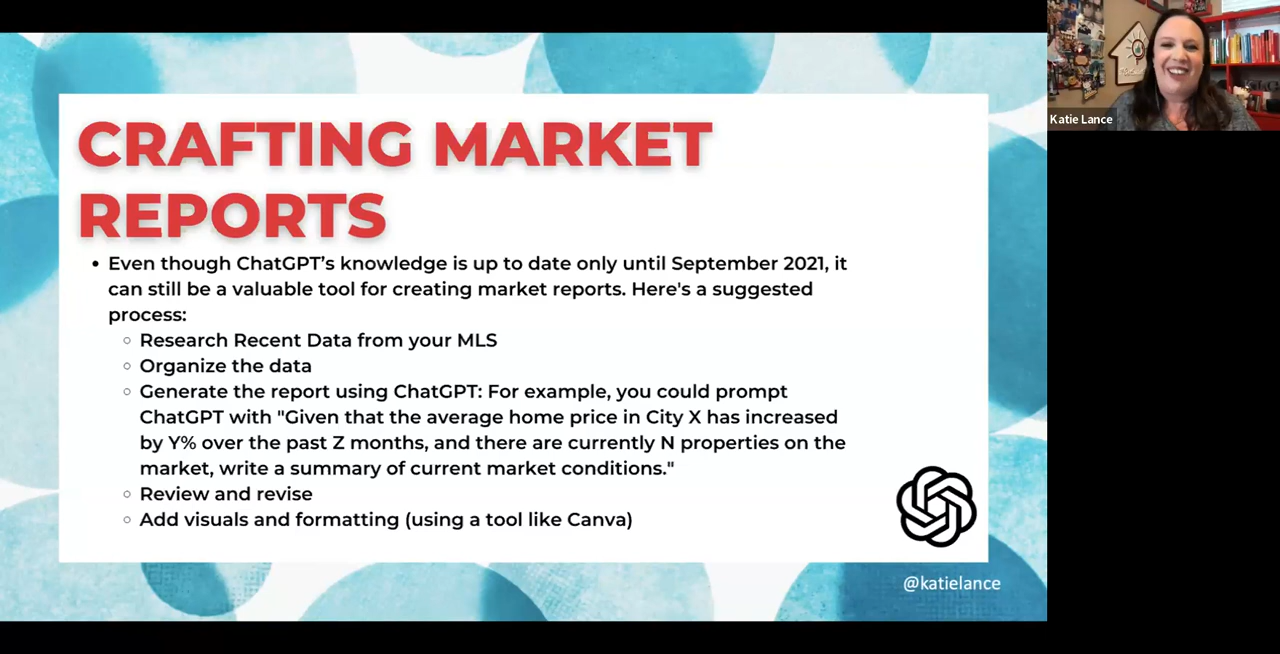 CRAFTING MARKET
REPORTS
• Even though ChatGPT’s knowledge is up to date only until September 2021, it
can still be a valuable tool for creating market reports. Here's a suggested
process:
○ Research Recent Data from your MLS
○ Organize the data
○ Generate the report using ChatGPT: For example, you could prompt
ChatGPT with "Given that the average home price in City X has increased
by Y% over the past Z months, and there are currently N properties on the
market, write a summary of current market conditions."
○ Review and revise
○ Add visuals and formatting (using a tool like Canva)
@katielance
Katie Lance